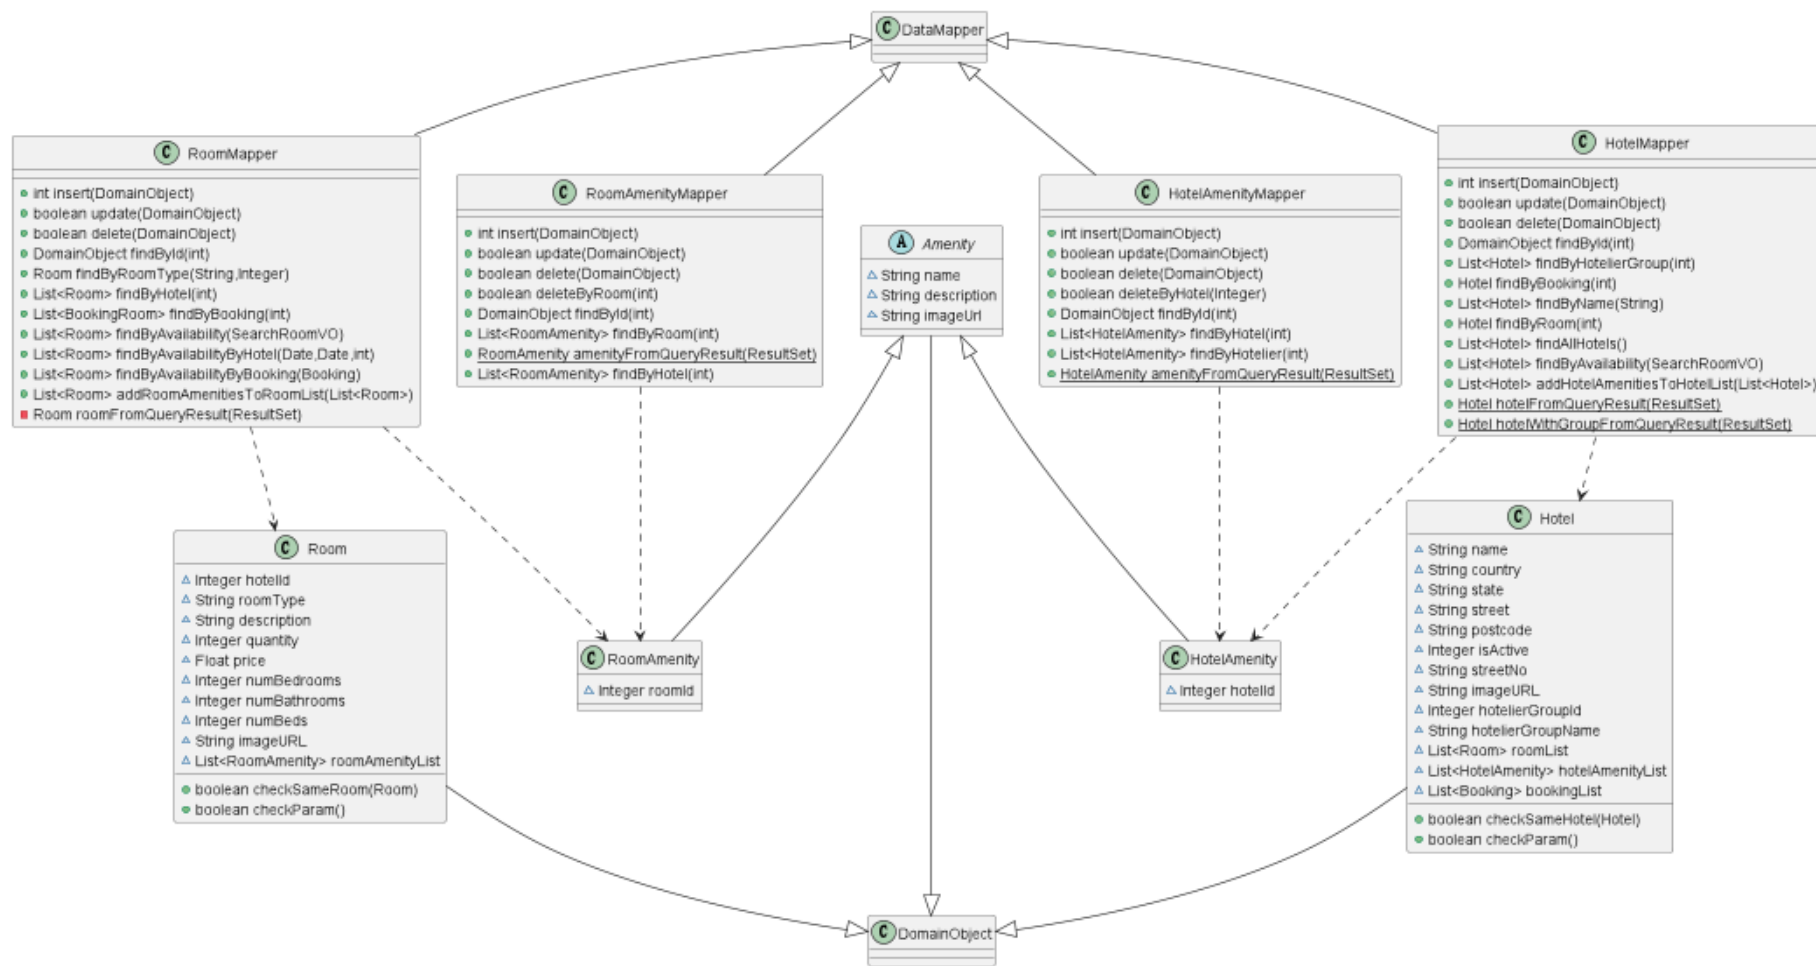 C DataMapper
C RoomMapper
int insert(DomainObject)
boolean update(DomainObject)
boolean delete(DomainObject)
DomainObject findById(int)
Room findByRoomType(String,Integer)
List<Room> findByHotel(int)
List<BookingRoom> findByBooking(int)
List<Room> findByAvailability(SearchRoomVO)
List<Room> findByAvailabilityByHotel(Date,Date,int)
List<Room> findByAvailabilityByBooking(Booking)
List<Room> addRoomAmenitiesToRoomList(List<Room>)
Room roomFromQueryResult(ResultSet)
C RoomAmenityMapper
int insert(DomainObject)
boolean update(DomainObject)
boolean delete(DomainObject)
boolean deleteByRoom(int)
DomainObject findById(int)
List<RoomAmenity> findByRoom(int)
RoomAmenity amenityFromQueryResult(ResultSet)
List<RoomAmenity> findByHotel(int)
A Amenity
String name
String description
String imageUrl
C HotelAmenityMapper
int insert(DomainObject)
boolean update(DomainObject)
boolean delete(DomainObject)
boolean deleteByHotel(Integer)
DomainObject findById(int)
List<HotelAmenity> findByHotel(int)
List<HotelAmenity> findByHotelier(int)
HotelAmenity amenityFromQueryResult(ResultSet)
C HotelMapper
int insert(DomainObject)
boolean update(DomainObject)
boolean delete(DomainObject)
DomainObject findById(int)
List<Hotel> findByHotelierGroup(int)
Hotel findByBooking(int)
List<Hotel> findByName(String)
Hotel findByRoom(int)
List<Hotel> findAllHotels()
List<Hotel> findByAvailability(SearchRoomVO)
List<Hotel> addHotelAmenitiesToHotelList(List<Hotel>)
Hotel hotelFromQueryResult(ResultSet)
Hotel hotelWithGroupFromQueryResult(ResultSet)
C Room
Integer hotelId
String roomType
String description
Integer quantity
Float price
Integer numBedrooms
Integer numBathrooms
Integer numBeds
String imageURL
List<RoomAmenity> roomAmenityList
boolean checkSameRoom(Room)
boolean checkParam()
C RoomAmenity
Integer roomId
C HotelAmenity
Integer hotelId
C Hotel
String name
String country
String state
String street
String postcode
Integer isActive
String streetNo
String imageURL
Integer hotelierGroupId
String hotelierGroupName
List<Room> roomList
List<HotelAmenity> hotelAmenityList
List<Booking> bookingList
boolean checkSameHotel(Hotel)
boolean checkParam()
C DomainObject